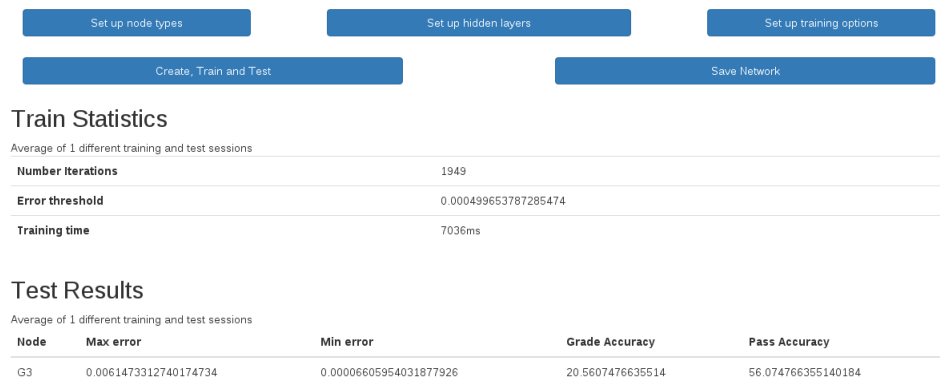 Set up node types Set up hidden layers Set up training options
Create, Train and Test Save Network
Train Statistics
Average of 1 different training and test sessions
Number Iterations 1949
Error threshold 0.000499653787285474
Training time 7036ms
Test Results
Average of 1 different training and test sessions
Node Max error Min error Grade Accuracy Pass Accuracy
G3 0.0061473312740174734 0.00006605954031877926 20.5607476635514 56.074766355140184